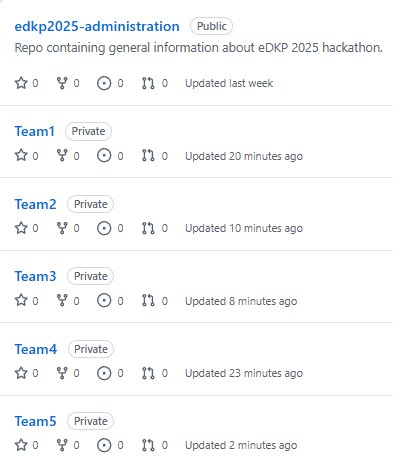 edkp2025-administration Public
Repo containing general information about eDKP 2025 hackathon.
0 0 0 0 Updated last week
Team1 Private
0 0 0 0 Updated 20 minutes ago
Team2 Private
0 0 0 0 Updated 10 minutes ago
Team3 Private
0 0 0 0 Updated 8 minutes ago
Team4 Private
0 0 0 0 Updated 23 minutes ago
Team5 Private
0 0 0 0 Updated 2 minutes ago